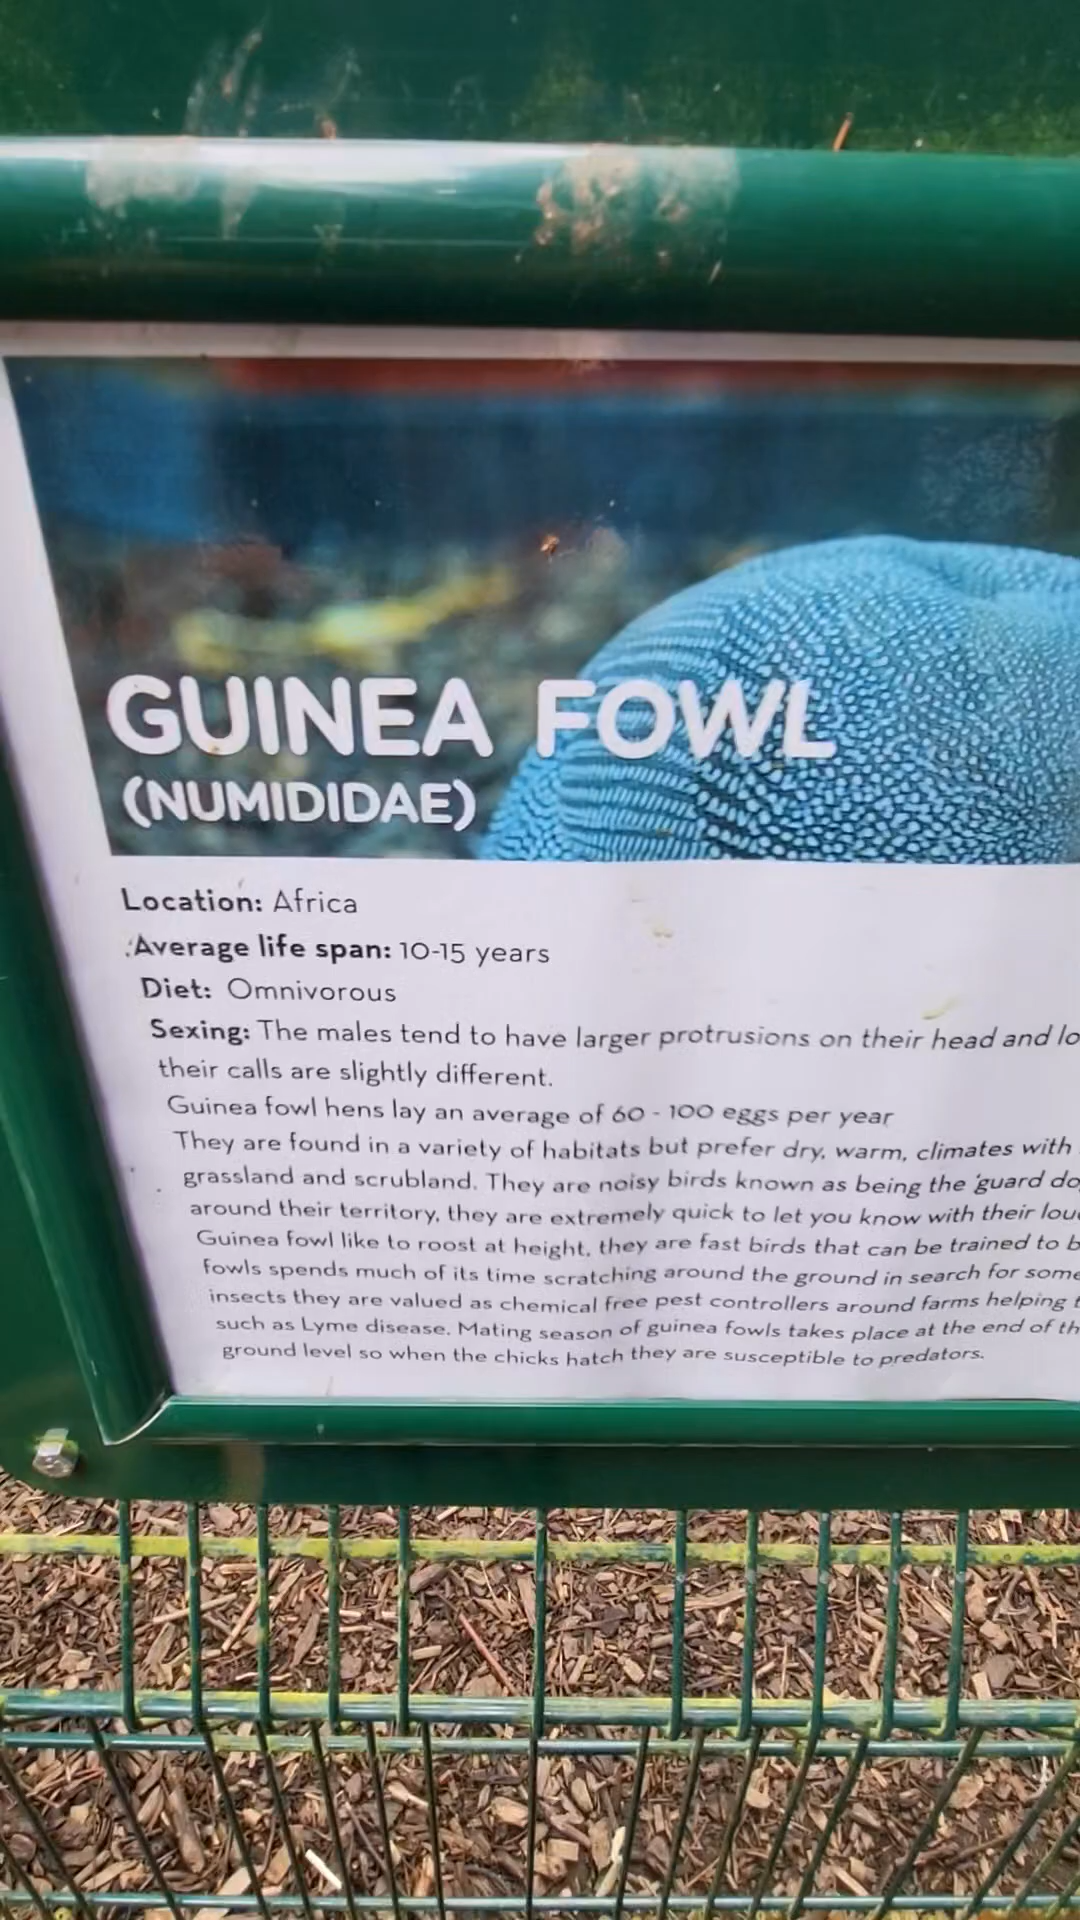 GUINEA FOWL
(NUMIDIDAE)
Location: Africa
Average life span: 10-15 years
Diet: Omnivorous
Sexing: The males tend to have larger protrusions on their head and
their calls are slightly different.
Guinea fowl hens lay an average of 60 - 100 eggs per year
They are found in a variety of habitats but prefer dry, warm, climates with
grassland and scrubland. They are noisy birds known as being the 'guard
around their territory, they are extremely quick to let you know with their
Guinea fowl like to roost at height, they are fast birds that can be trained to
fowls spends much of its time scratching around the ground in search for
insects they are valued as chemical free pest controllers around farms helping
such as Lyme disease. Mating season of guinea fowls takes place at the end of
ground level so when the chicks hatch they are susceptible to predators.